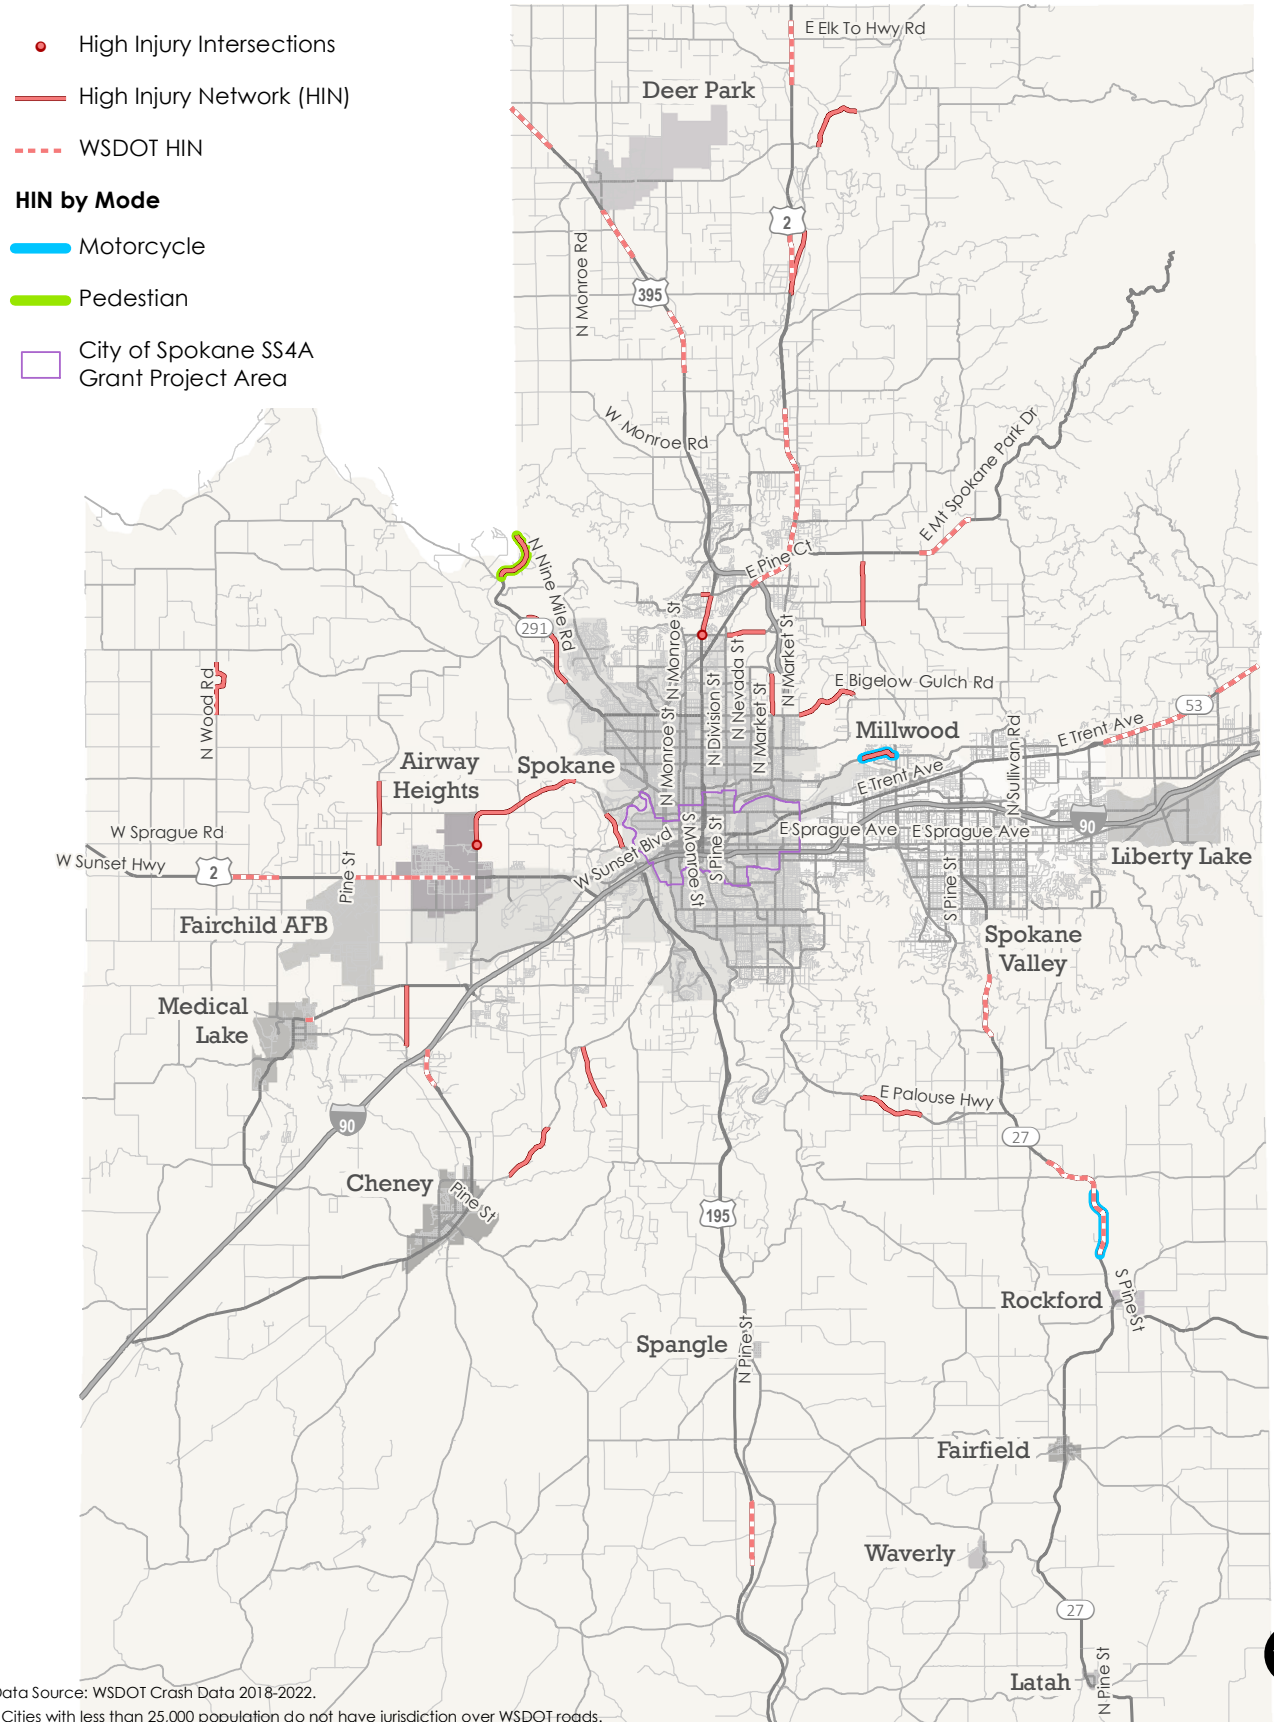 High Injury Intersections
High Injury Network (HIN)
WSDOT HIN
HIN by Mode
Motorcycle
Pedestian
City of Spokane SS4A
Grant Project Area
E Elk To Hwy Rd
Deer Park
2
N Monroe Rd
395
W Monroe Rd
E Mt Spokane Park Dr
N Nine Mile Rd
E Pine Ct
291
N Monroe St
N Market St
N Nevada St
N Division St
N Wood Rd
E Bigelow Gulch Rd
N Market St
N Monroe St
53
E Trent Ave
N Sullivan Rd
Millwood
Airway
Heights
Spokane
E Trent Ave
W Sprague Rd
E Sprague Ave
E Sprague Ave
90
W Sunset Hwy
2
Pine St
W Sunset Blvd
S Monroe St
S Pine St
Liberty Lake
S Pine St
Fairchild AFB
Spokane
Valley
Medical
Lake
E Palouse Hwy
90
27
Cheney
Pine St
195
S Pine St
Rockford
Spangle
N Pine St
Fairfield
Waverly
27
Latah
N Pine St
Data Source: WSDOT Crash Data 2018-2022.
Cities with less than 25,000 population do not have jurisdiction over WSDOT roads.